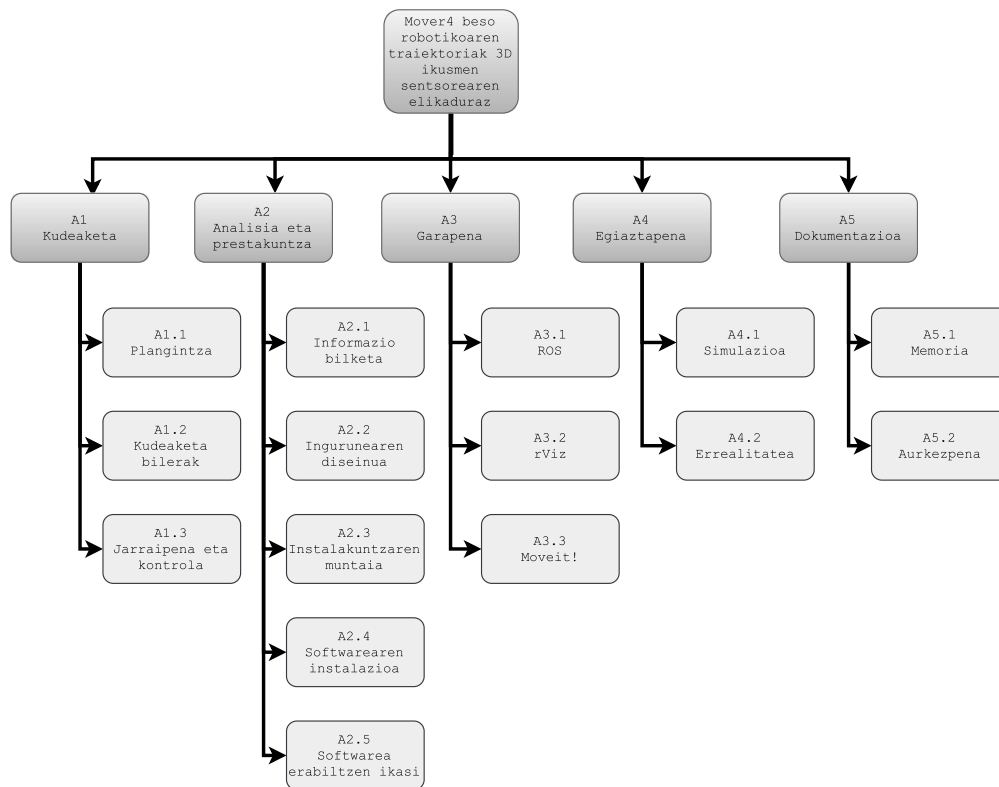 Mover4 beso
robotikoaren
traiektoriak 3D
ikusmen
sentsorearen
elikaduraz
A1
Kudeaketa
A2
Analisia eta
prestakuntza
A3
Garapena
A4
Egiaztapena
A5
Dokumentazioa
A1.1
Plangintza
A2.1
Informazio
bilketa
A3.1
ROS
A4.1
Simulazioa
A5.1
Memoria
A1.2
Kudeaketa
bilerak
A2.2
Ingurunearen
diseinua
A3.2
rViz
A4.2
Errealitatea
A5.2
Aurkezpena
A1.3
Jarraipena eta
kontrola
A2.3
Instalakuntzaren
muntaia
A3.3
Moveit!
A2.4
Softwarearen
instalazioa
A2.5
Softwarea
erabiltzen ikasi